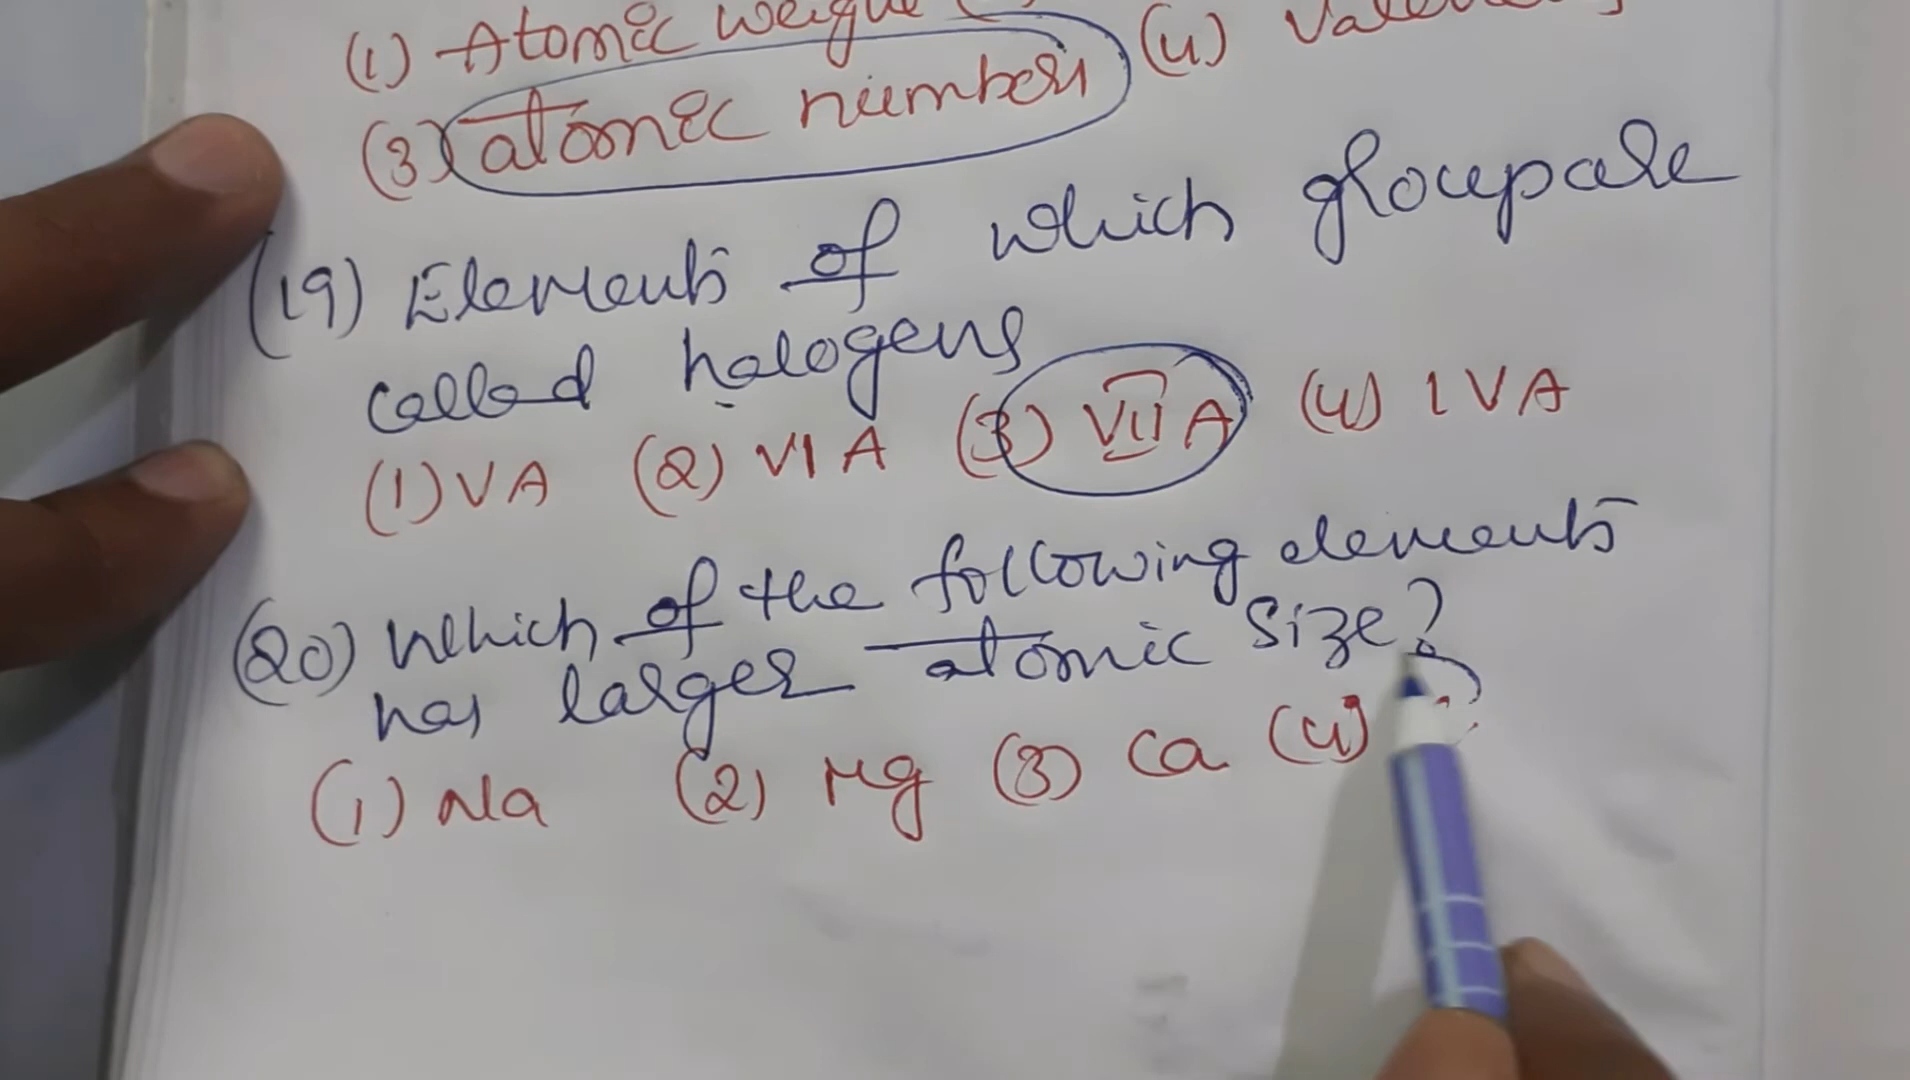 (1) Atomic weight (4)
(3) atomic number
(19) Elements of which group are
called halogens
(1) VA (2) VI A (3) VII A (4) IVA
(20) Which of the following elements
has larger atomic size?
(1) Na (2) Mg (3) Ca (4)